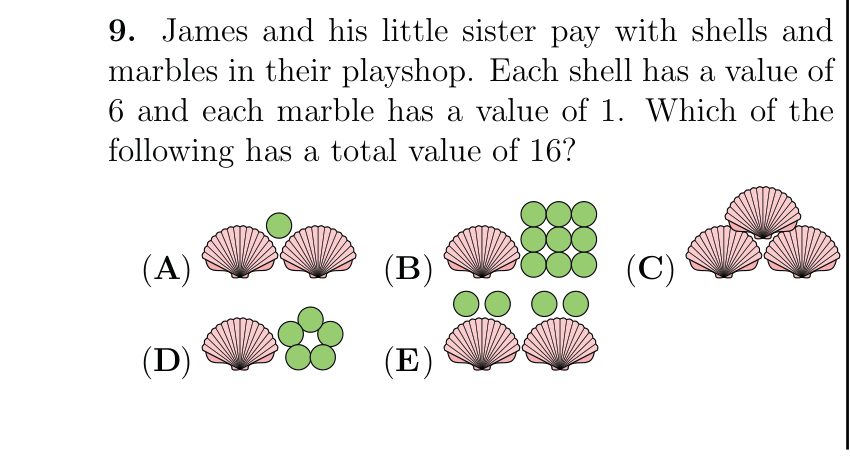 9. James and his little sister pay with shells and
marbles in their playshop. Each shell has a value of
6 and each marble has a value of 1. Which of the
following has a total value of 16?
(A) (B) (C)
(D) (E)